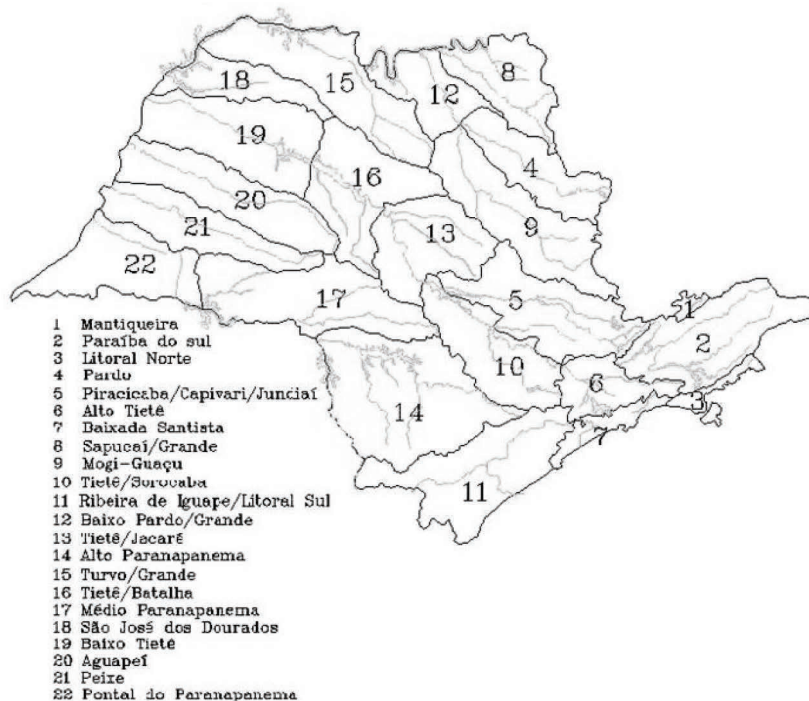 8
15
18
12
19
4
16
20
21
9
13
22
17
5
1
2
10
6
14
3
7
11
1 Mantiqueira
2 Paraíba do sul
3 Litoral Norte
4 Pardo
5 Piracicaba/Capivari/Jundiaí
6 Alto Tietê
7 Baixada Santista
8 Sapucaí/Grande
9 Mogi-Guaçu
10 Tietê/Sorocaba
11 Ribeira de Iguape/Litoral Sul
12 Baixo Pardo/Grande
13 Tietê/Jacaré
14 Alto Paranapanema
15 Turvo/Grande
16 Tietê/Batalha
17 Médio Paranapanema
18 São José dos Dourados
19 Baixo Tietê
20 Aguapeí
21 Peixe
22 Pontal do Paranapanema